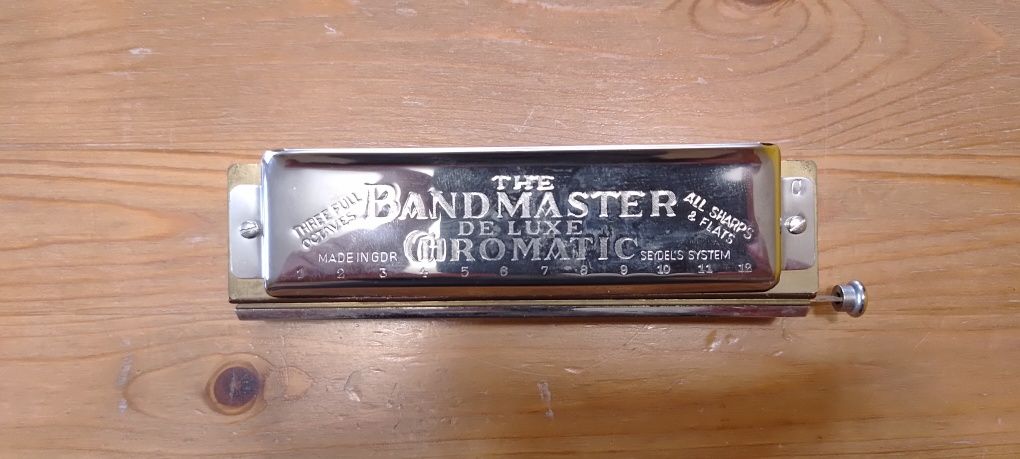 THREE FULL
OCTAVES
THE
BANDMASTER
DE LUXE
CHROMATIC
ALL SHARPS
& FLATS
MADE IN GDR
SEYDEL'S SYSTEM
1 2 3 4 5 6 7 8 9 10 11 12
C